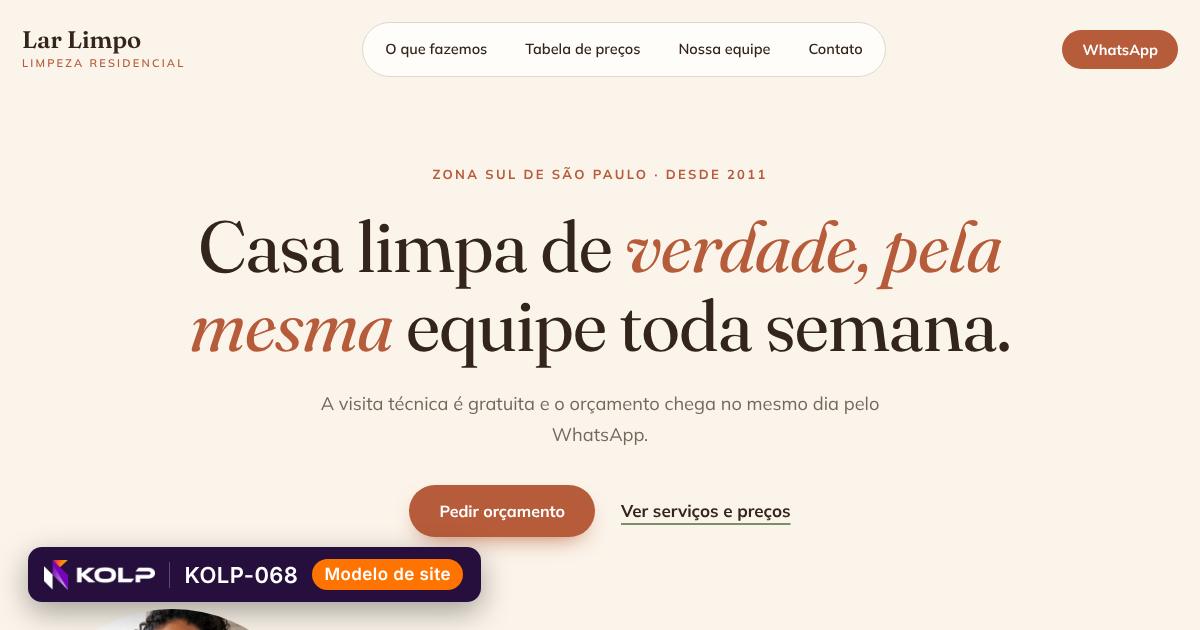 Lar Limpo
LIMPEZA RESIDENCIAL
O que fazemos
Tabela de preços
Nossa equipe
Contato
WhatsApp
ZONA SUL DE SÃO PAULO · DESDE 2011
Casa limpa de verdade, pela
mesma equipe toda semana.
A visita técnica é gratuita e o orçamento chega no mesmo dia pelo
WhatsApp.
Pedir orçamento
Ver serviços e preços
KOLP
KOLP-068
Modelo de site